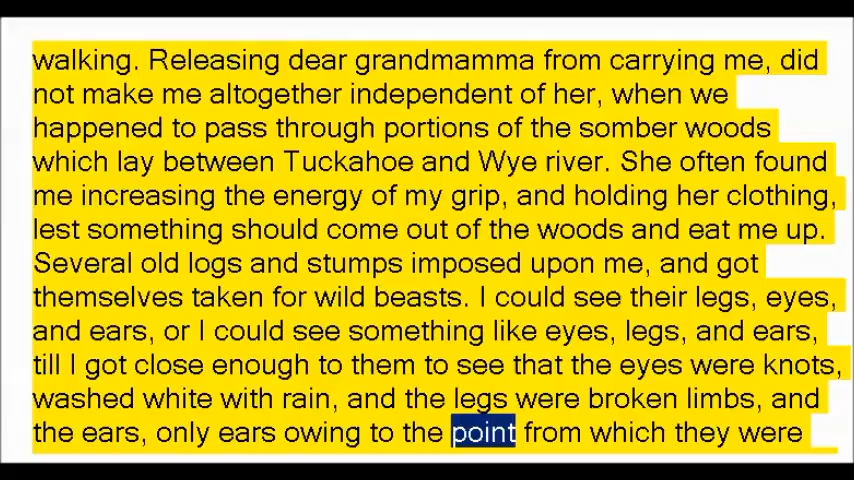 walking. Releasing dear grandmamma from carrying me, did
not make me altogether independent of her, when we
happened to pass through portions of the somber woods
which lay between Tuckahoe and Wye river. She often found
me increasing the energy of my grip, and holding her clothing,
lest something should come out of the woods and eat me up.
Several old logs and stumps imposed upon me, and got
themselves taken for wild beasts. I could see their legs, eyes,
and ears, or I could see something like eyes, legs, and ears,
till I got close enough to them to see that the eyes were knots,
washed white with rain, and the legs were broken limbs, and
the ears, only ears owing to the point from which they were